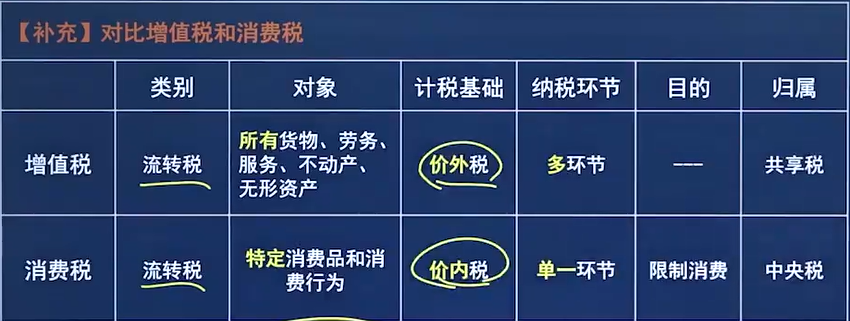 【补充】对比增值税和消费税
类别 对象 计税基础 纳税环节 目的 归属
增值税 流转税 所有货物、劳务、服务、不动产、无形资产 价外税 多环节 --- 共享税
消费税 流转税 特定消费品和消费行为 价内税 单一环节 限制消费 中央税